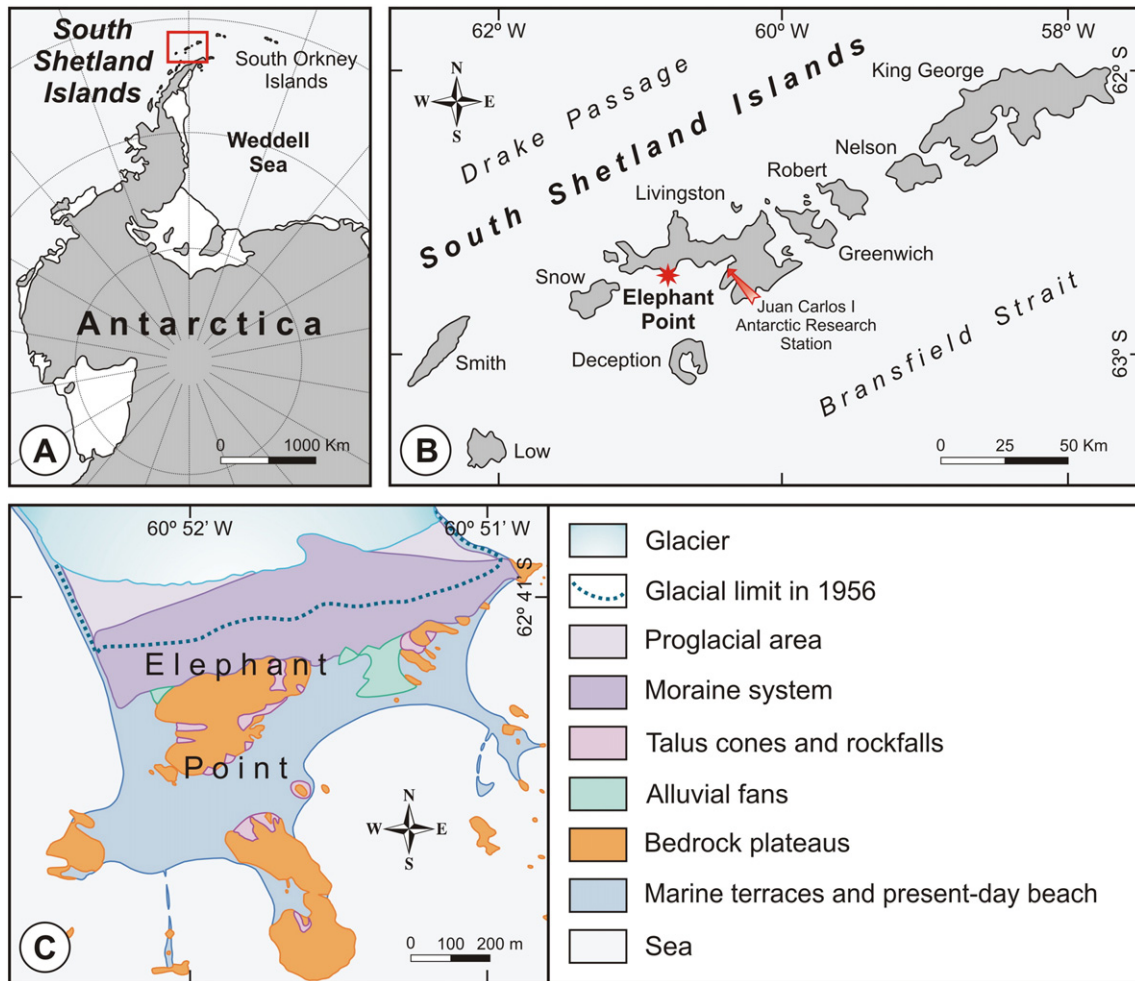 South
Shetland
Islands
South Orkney
Islands
Weddell
Sea
Antarctica
A
0 1000 Km
62º W
60º W
58º W
62º S
63º S
N
W E
S
Drake Passage
South Shetland Islands
King George
Nelson
Robert
Livingston
Greenwich
Snow
Elephant
Point
Juan Carlos I
Antarctic Research
Station
Smith
Deception
Bransfield Strait
Low
B
0 25 50 Km
60º 52' W
60º 51' W
62º 41' S
Elephant
Point
N
W E
S
C
0 100 200 m
Glacier
Glacial limit in 1956
Proglacial area
Moraine system
Talus cones and rockfalls
Alluvial fans
Bedrock plateaus
Marine terraces and present-day beach
Sea